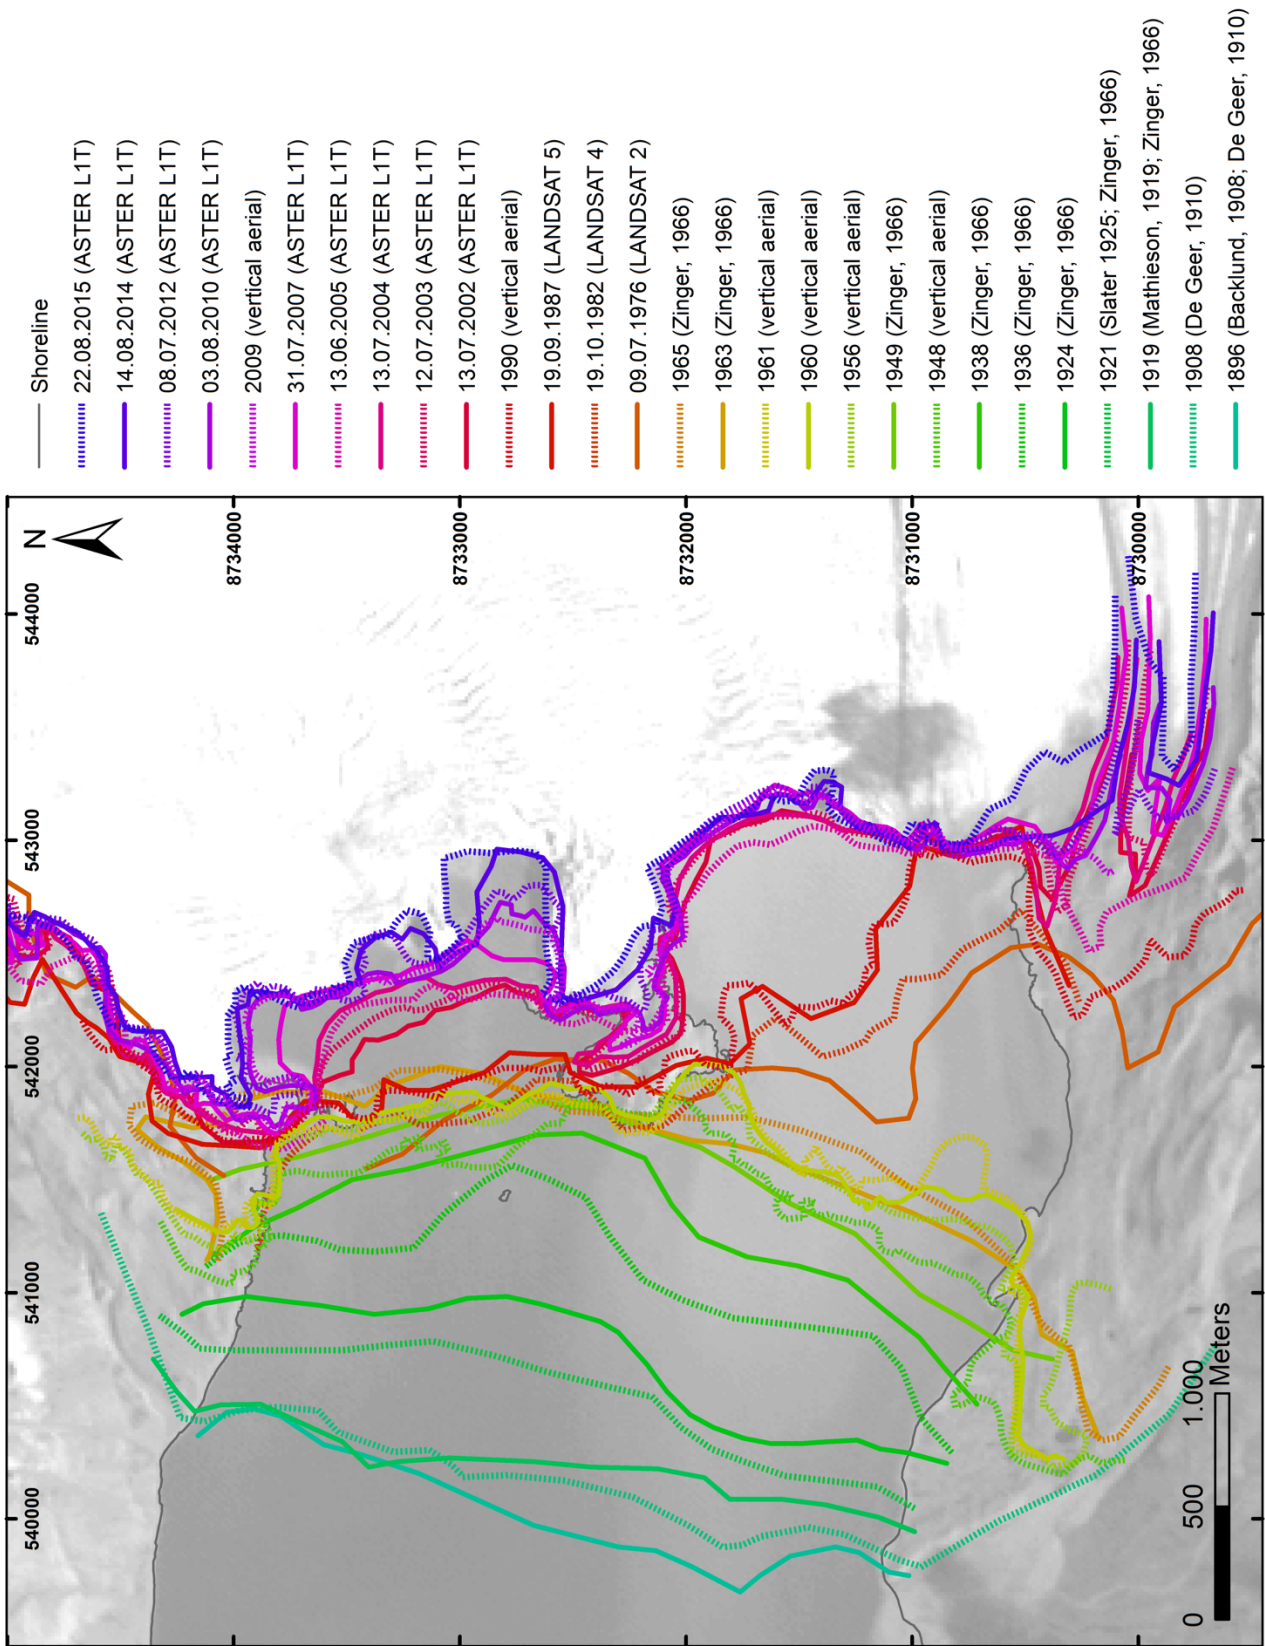 N
544000
543000
542000
541000
540000
8734000
8733000
8732000
8731000
8730000
0 500 1.000
Meters
Shoreline
22.08.2015 (ASTER L1T)
14.08.2014 (ASTER L1T)
08.07.2012 (ASTER L1T)
03.08.2010 (ASTER L1T)
2009 (vertical aerial)
31.07.2007 (ASTER L1T)
13.06.2005 (ASTER L1T)
13.07.2004 (ASTER L1T)
12.07.2003 (ASTER L1T)
13.07.2002 (ASTER L1T)
1990 (vertical aerial)
19.09.1987 (LANDSAT 5)
19.10.1982 (LANDSAT 4)
09.07.1976 (LANDSAT 2)
1965 (Zinger, 1966)
1963 (Zinger, 1966)
1961 (vertical aerial)
1960 (vertical aerial)
1956 (vertical aerial)
1949 (Zinger, 1966)
1948 (vertical aerial)
1938 (Zinger, 1966)
1936 (Zinger, 1966)
1924 (Zinger, 1966)
1921 (Slater 1925; Zinger, 1966)
1919 (Mathieson, 1919; Zinger, 1966)
1908 (De Geer, 1910)
1896 (Backlund, 1908; De Geer, 1910)